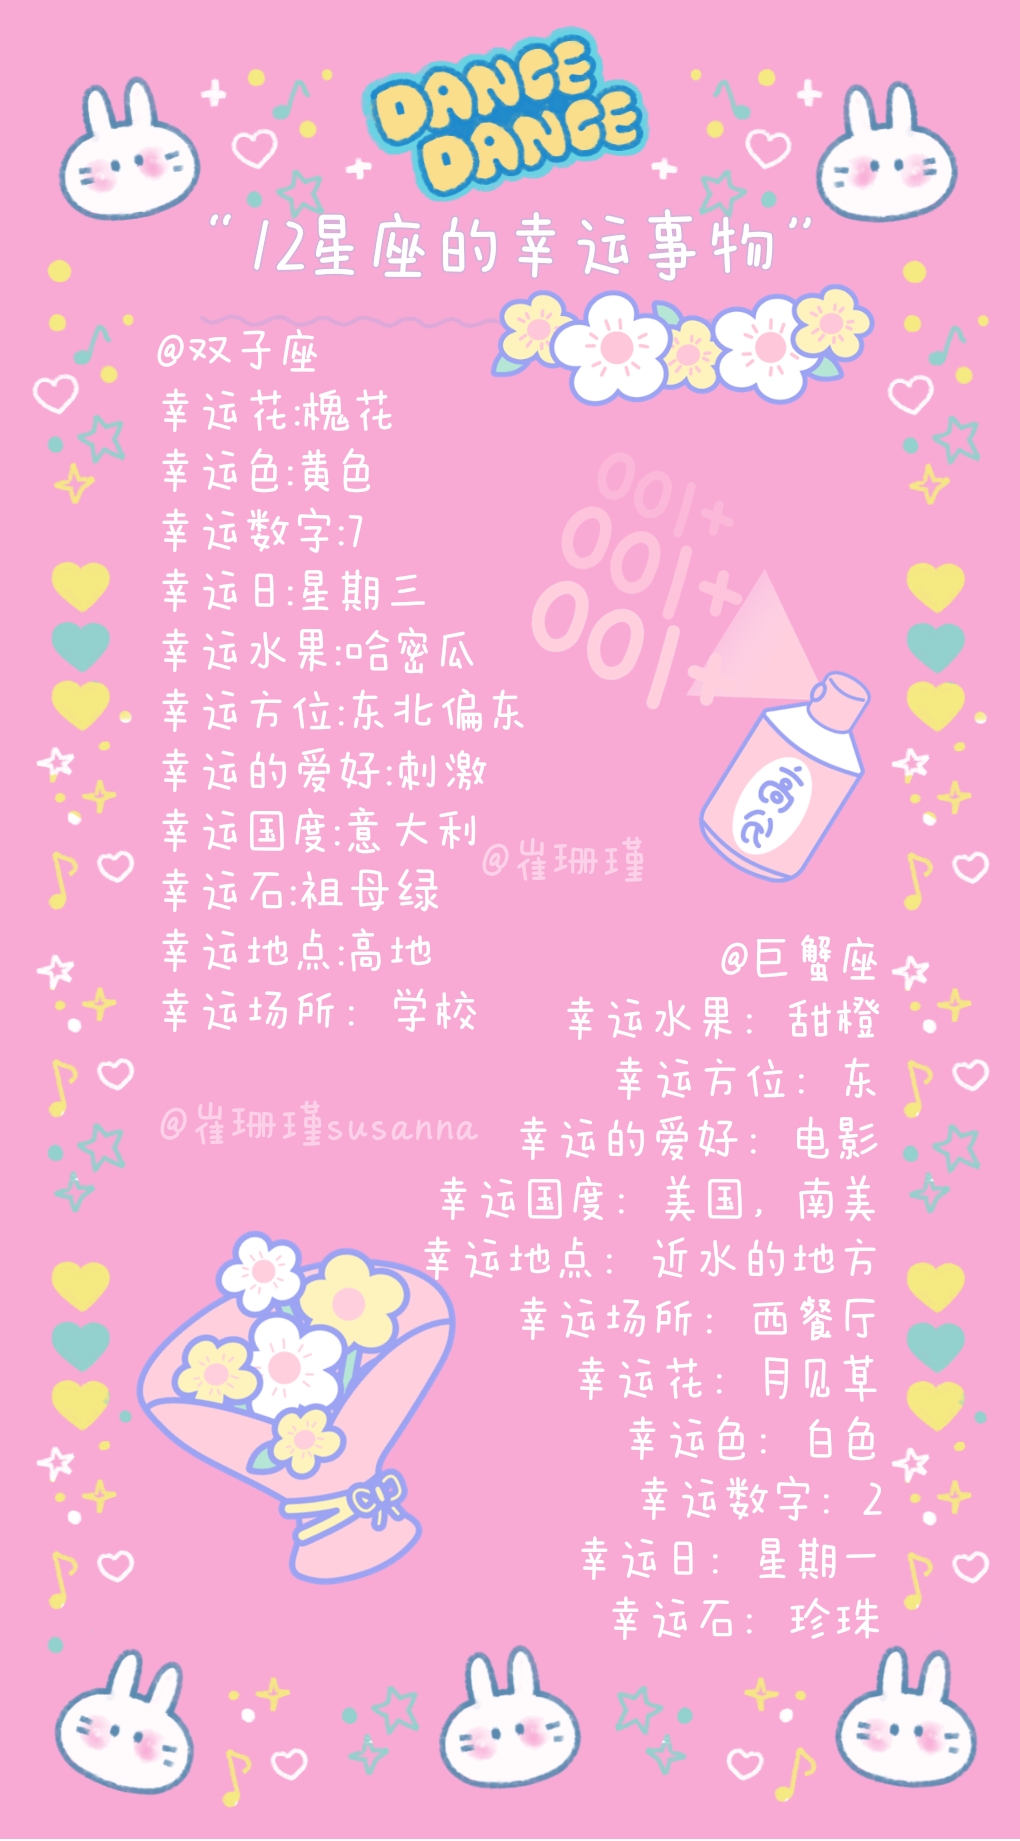 DANCE
DANCE
“12星座的幸运事物”
@双子座
幸运花:槐花
幸运色:黄色
幸运数字:7
幸运日:星期三
幸运水果:哈密瓜
幸运方位:东北偏东
幸运的爱好:刺激
幸运国度:意大利
幸运石:祖母绿
幸运地点:高地
幸运场所：学校
001+
001+
001+
@崔珊瑾
@巨蟹座
幸运水果：甜橙
幸运方位：东
幸运的爱好：电影
幸运国度：美国，南美
幸运地点：近水的地方
幸运场所：西餐厅
幸运花：月见草
幸运色：白色
幸运数字：2
幸运日：星期一
幸运石：珍珠
@崔珊瑾susanna